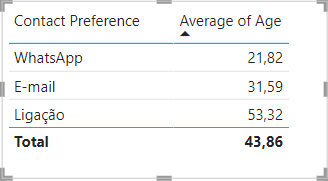 Contact Preference Average of Age
WhatsApp 21,82
E-mail 31,59
Ligação 53,32
Total 43,86